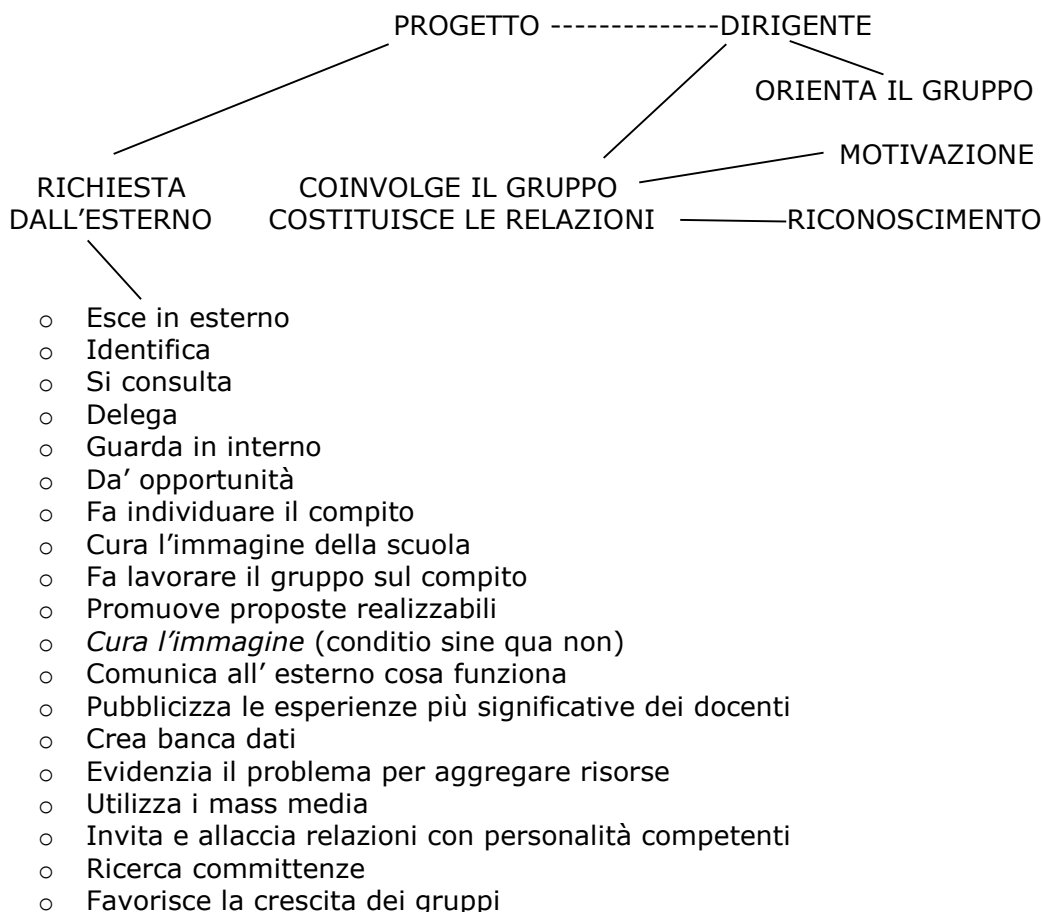 PROGETTO -------------DIRIGENTE
ORIENTA IL GRUPPO
MOTIVAZIONE
RICHIESTA COINVOLGE IL GRUPPO
DALL’ESTERNO COSTITUISCE LE RELAZIONI RICONOSCIMENTO
o Esce in esterno
o Identifica
o Si consulta
o Delega
o Guarda in interno
o Da’ opportunità
o Fa individuare il compito
o Cura l’immagine della scuola
o Fa lavorare il gruppo sul compito
o Promuove proposte realizzabili
o Cura l’immagine (conditio sine qua non)
o Comunica all’ esterno cosa funziona
o Pubblicizza le esperienze più significative dei docenti
o Crea banca dati
o Evidenzia il problema per aggregare risorse
o Utilizza i mass media
o Invita e allaccia relazioni con personalità competenti
o Ricerca committenze
o Favorisce la crescita dei gruppi